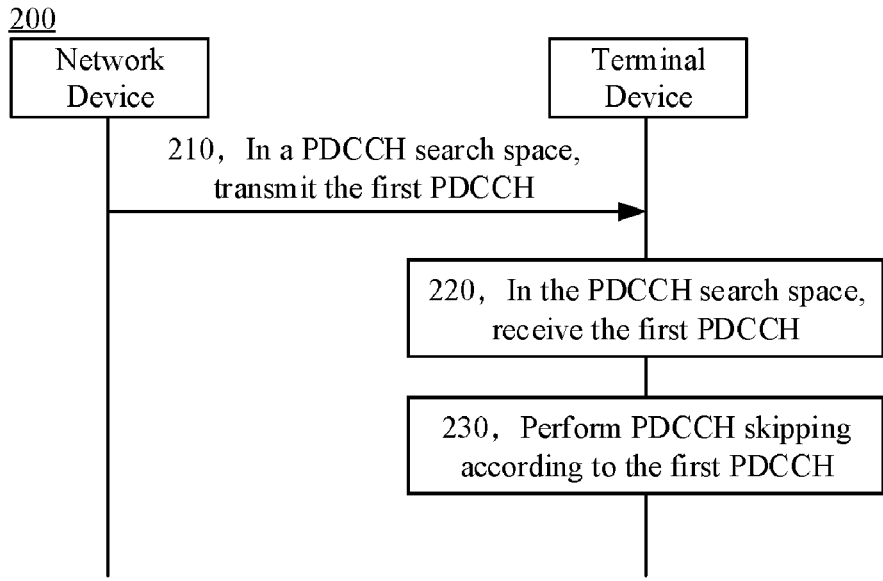 200
Network
Device
Terminal
Device
210，In a PDCCH search space,
transmit the first PDCCH
220，In the PDCCH search space,
receive the first PDCCH
230，Perform PDCCH skipping
according to the first PDCCH